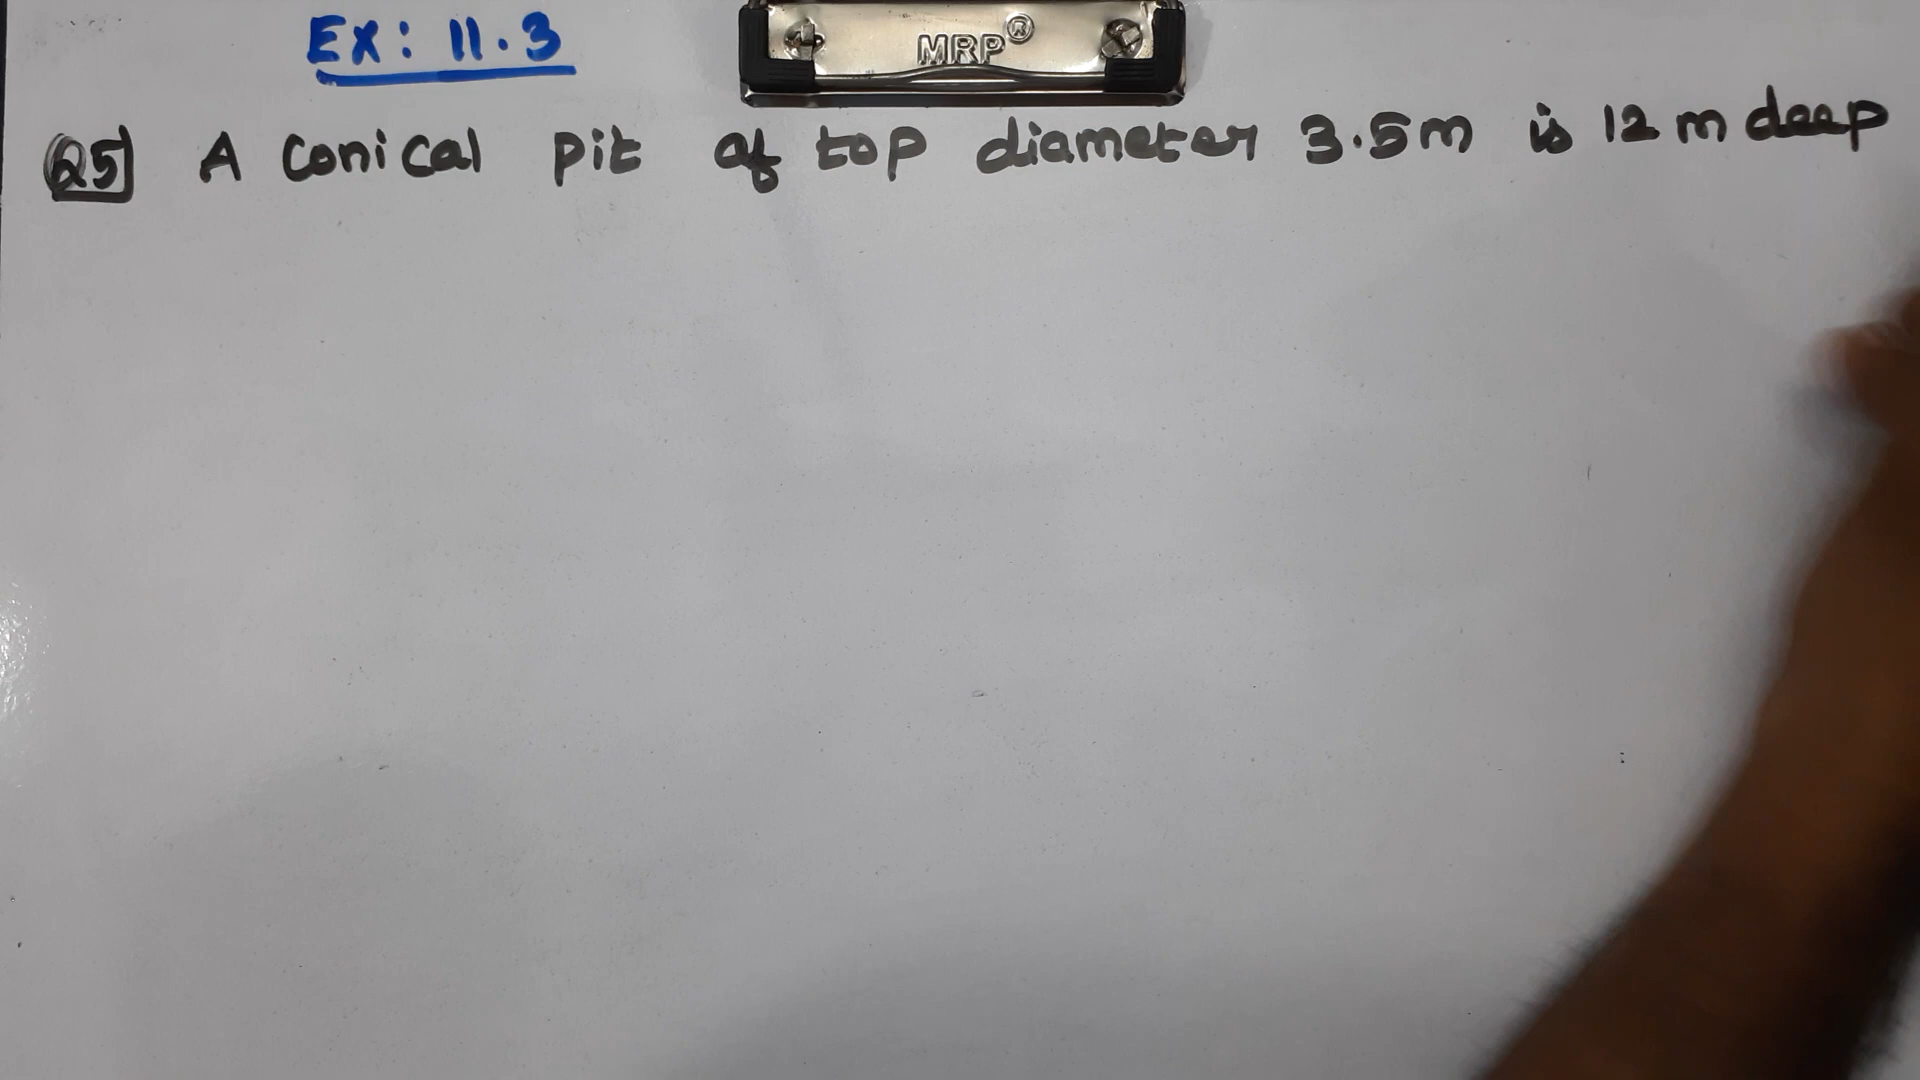 EX: 11.3
MRP®
Q5] A conical pit of top diameter 3.5m is 12 m deep